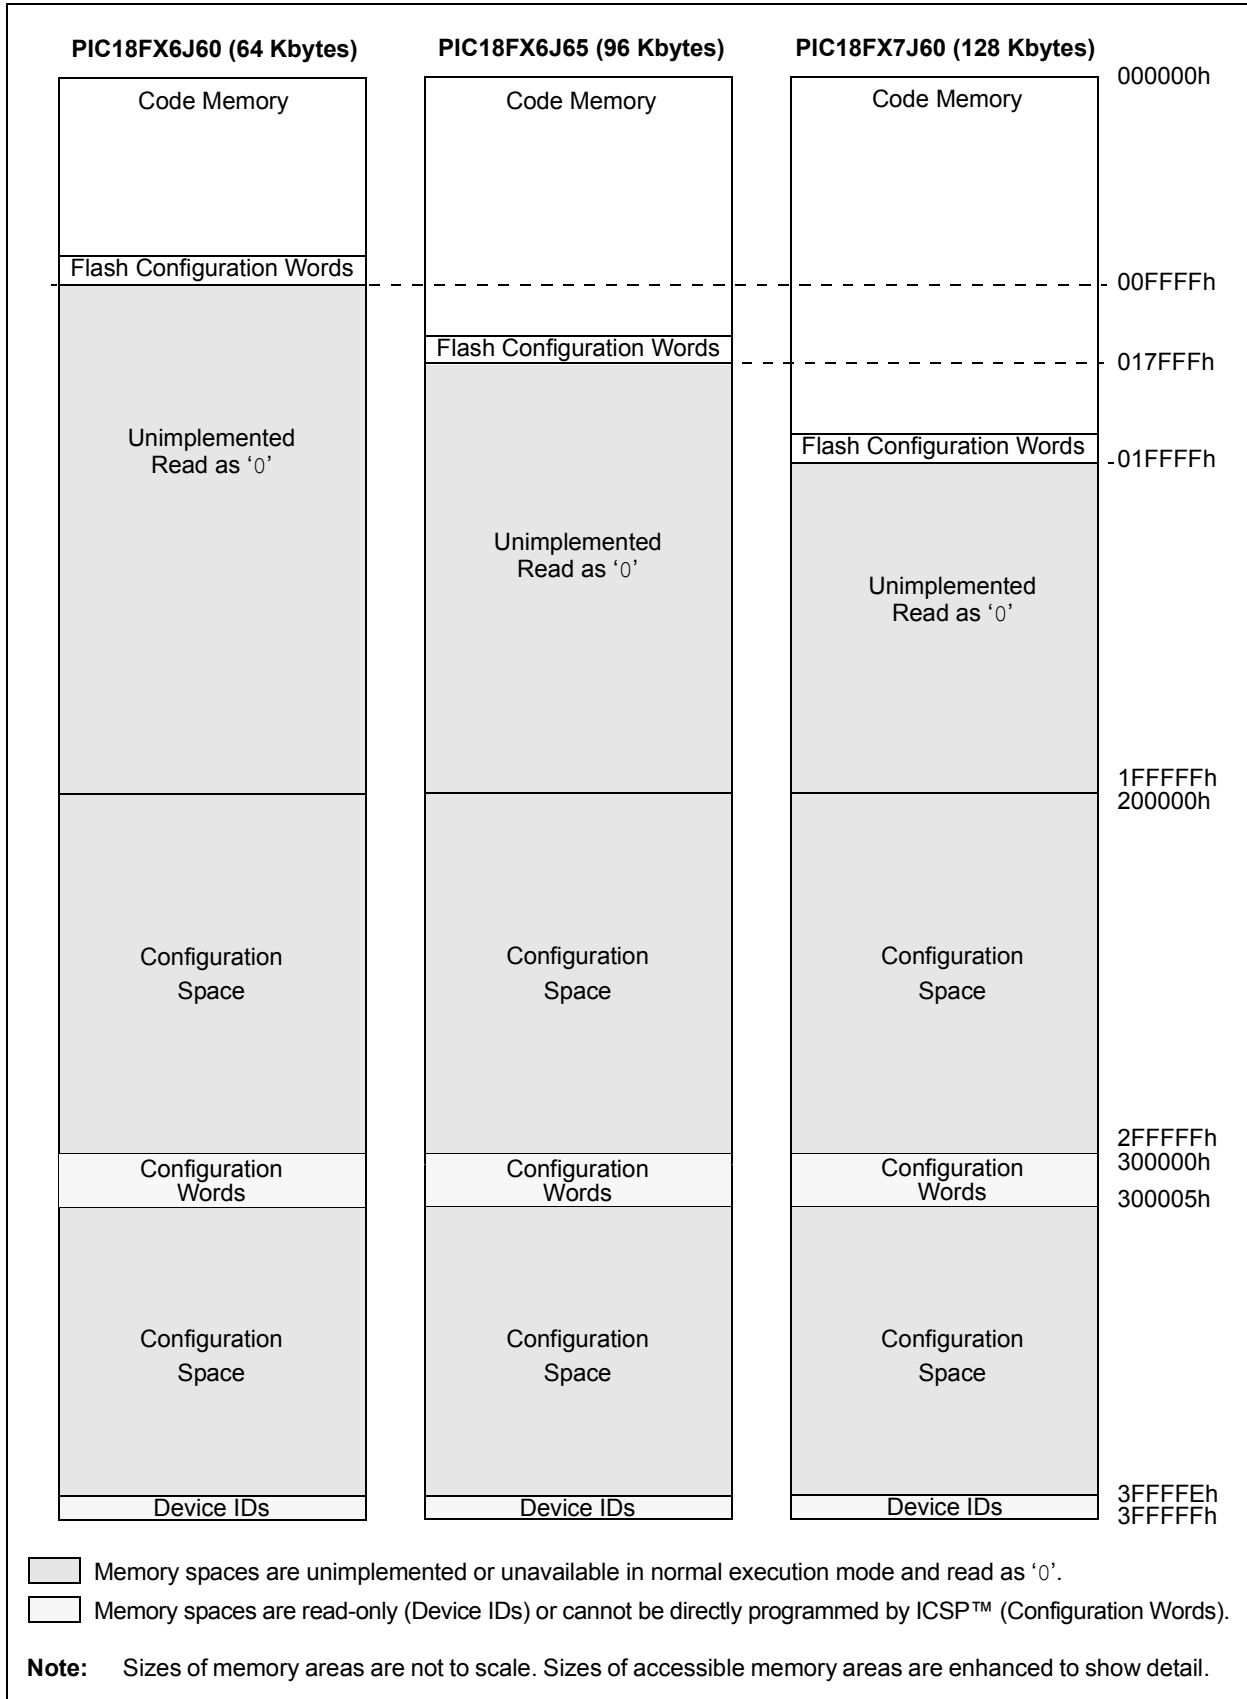 PIC18FX6J60 (64 Kbytes) PIC18FX6J65 (96 Kbytes) PIC18FX7J60 (128 Kbytes)
000000h
Code Memory Code Memory Code Memory
Flash Configuration Words
00FFFFh
Flash Configuration Words
017FFFh
Flash Configuration Words
01FFFFh
Unimplemented
Read as ‘0’
Unimplemented
Read as ‘0’
Unimplemented
Read as ‘0’
1FFFFFh
200000h
Configuration Configuration Configuration
Space Space Space
2FFFFFh
300000h
Configuration Configuration Configuration
Words Words Words
300005h
Configuration Configuration Configuration
Space Space Space
3FFFFEh
Device IDs Device IDs Device IDs
3FFFFFh
Memory spaces are unimplemented or unavailable in normal execution mode and read as ‘0’.
Memory spaces are read-only (Device IDs) or cannot be directly programmed by ICSP™ (Configuration Words).
Note: Sizes of memory areas are not to scale. Sizes of accessible memory areas are enhanced to show detail.